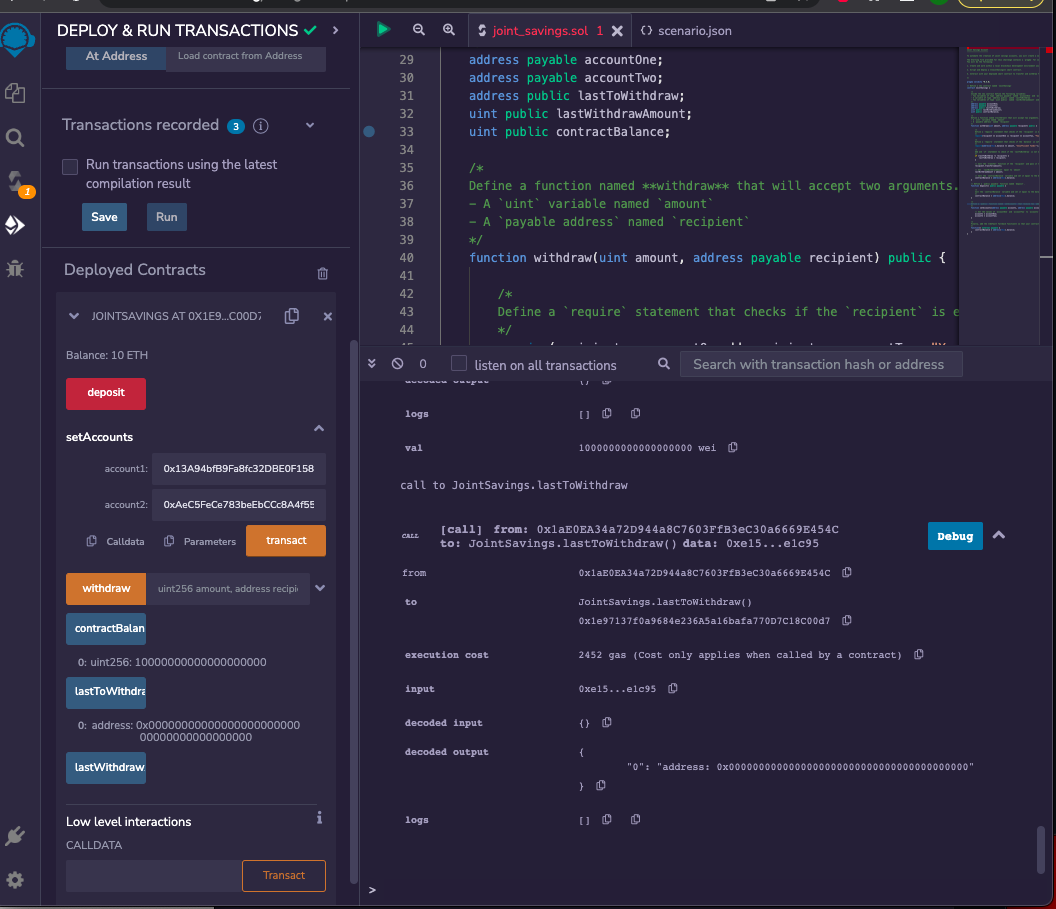 DEPLOY & RUN TRANSACTIONS
At Address
Load contract from Address
Transactions recorded 3 i
Run transactions using the latest
compilation result
Save
Run
Deployed Contracts
JOINTSAVINGS AT 0X1E9...C00D7
Balance: 10 ETH
deposit
setAccounts
account1: 0x13A94bfB9Fa8fc32DBE0F158
account2: 0xAeC5FeCe783beEbCCc8A4f55
Calldata
Parameters
transact
withdraw
uint256 amount, address recipi
contractBalan
0: uint256: 10000000000000000000
lastToWithdra
0: address: 0x00000000000000000000000
00000000000000000
lastWithdraw
Low level interactions
i
CALLDATA
Transact
1
joint_savings.sol 1
{} scenario.json
29 address payable accountOne;
30 address payable accountTwo;
31 address public lastToWithdraw;
32 uint public lastWithdrawAmount;
33 uint public contractBalance;
34
35 /*
36 Define a function named **withdraw** that will accept two arguments.
37 - A `uint` variable named `amount`
38 - A `payable address` named `recipient`
39 */
40 function withdraw(uint amount, address payable recipient) public {
41
42 /*
43 Define a `require` statement that checks if the `recipient` is e
44 */
0
listen on all transactions
Search with transaction hash or address
decoded output {}
logs []
val 1000000000000000000 wei
call to JointSavings.lastToWithdraw
CALL [call] from: 0x1aE0EA34a72D944a8C7603FfB3eC30a6669E454C
to: JointSavings.lastToWithdraw() data: 0xe15...e1c95
Debug
from 0x1aE0EA34a72D944a8C7603FfB3eC30a6669E454C
to JointSavings.lastToWithdraw()
0x1e97137f0a9684e236A5a16bafa770D7C18C00d7
execution cost 2452 gas (Cost only applies when called by a contract)
input 0xe15...e1c95
decoded input {}
decoded output {
"0": "address: 0x0000000000000000000000000000000000000000"
}
logs []
>